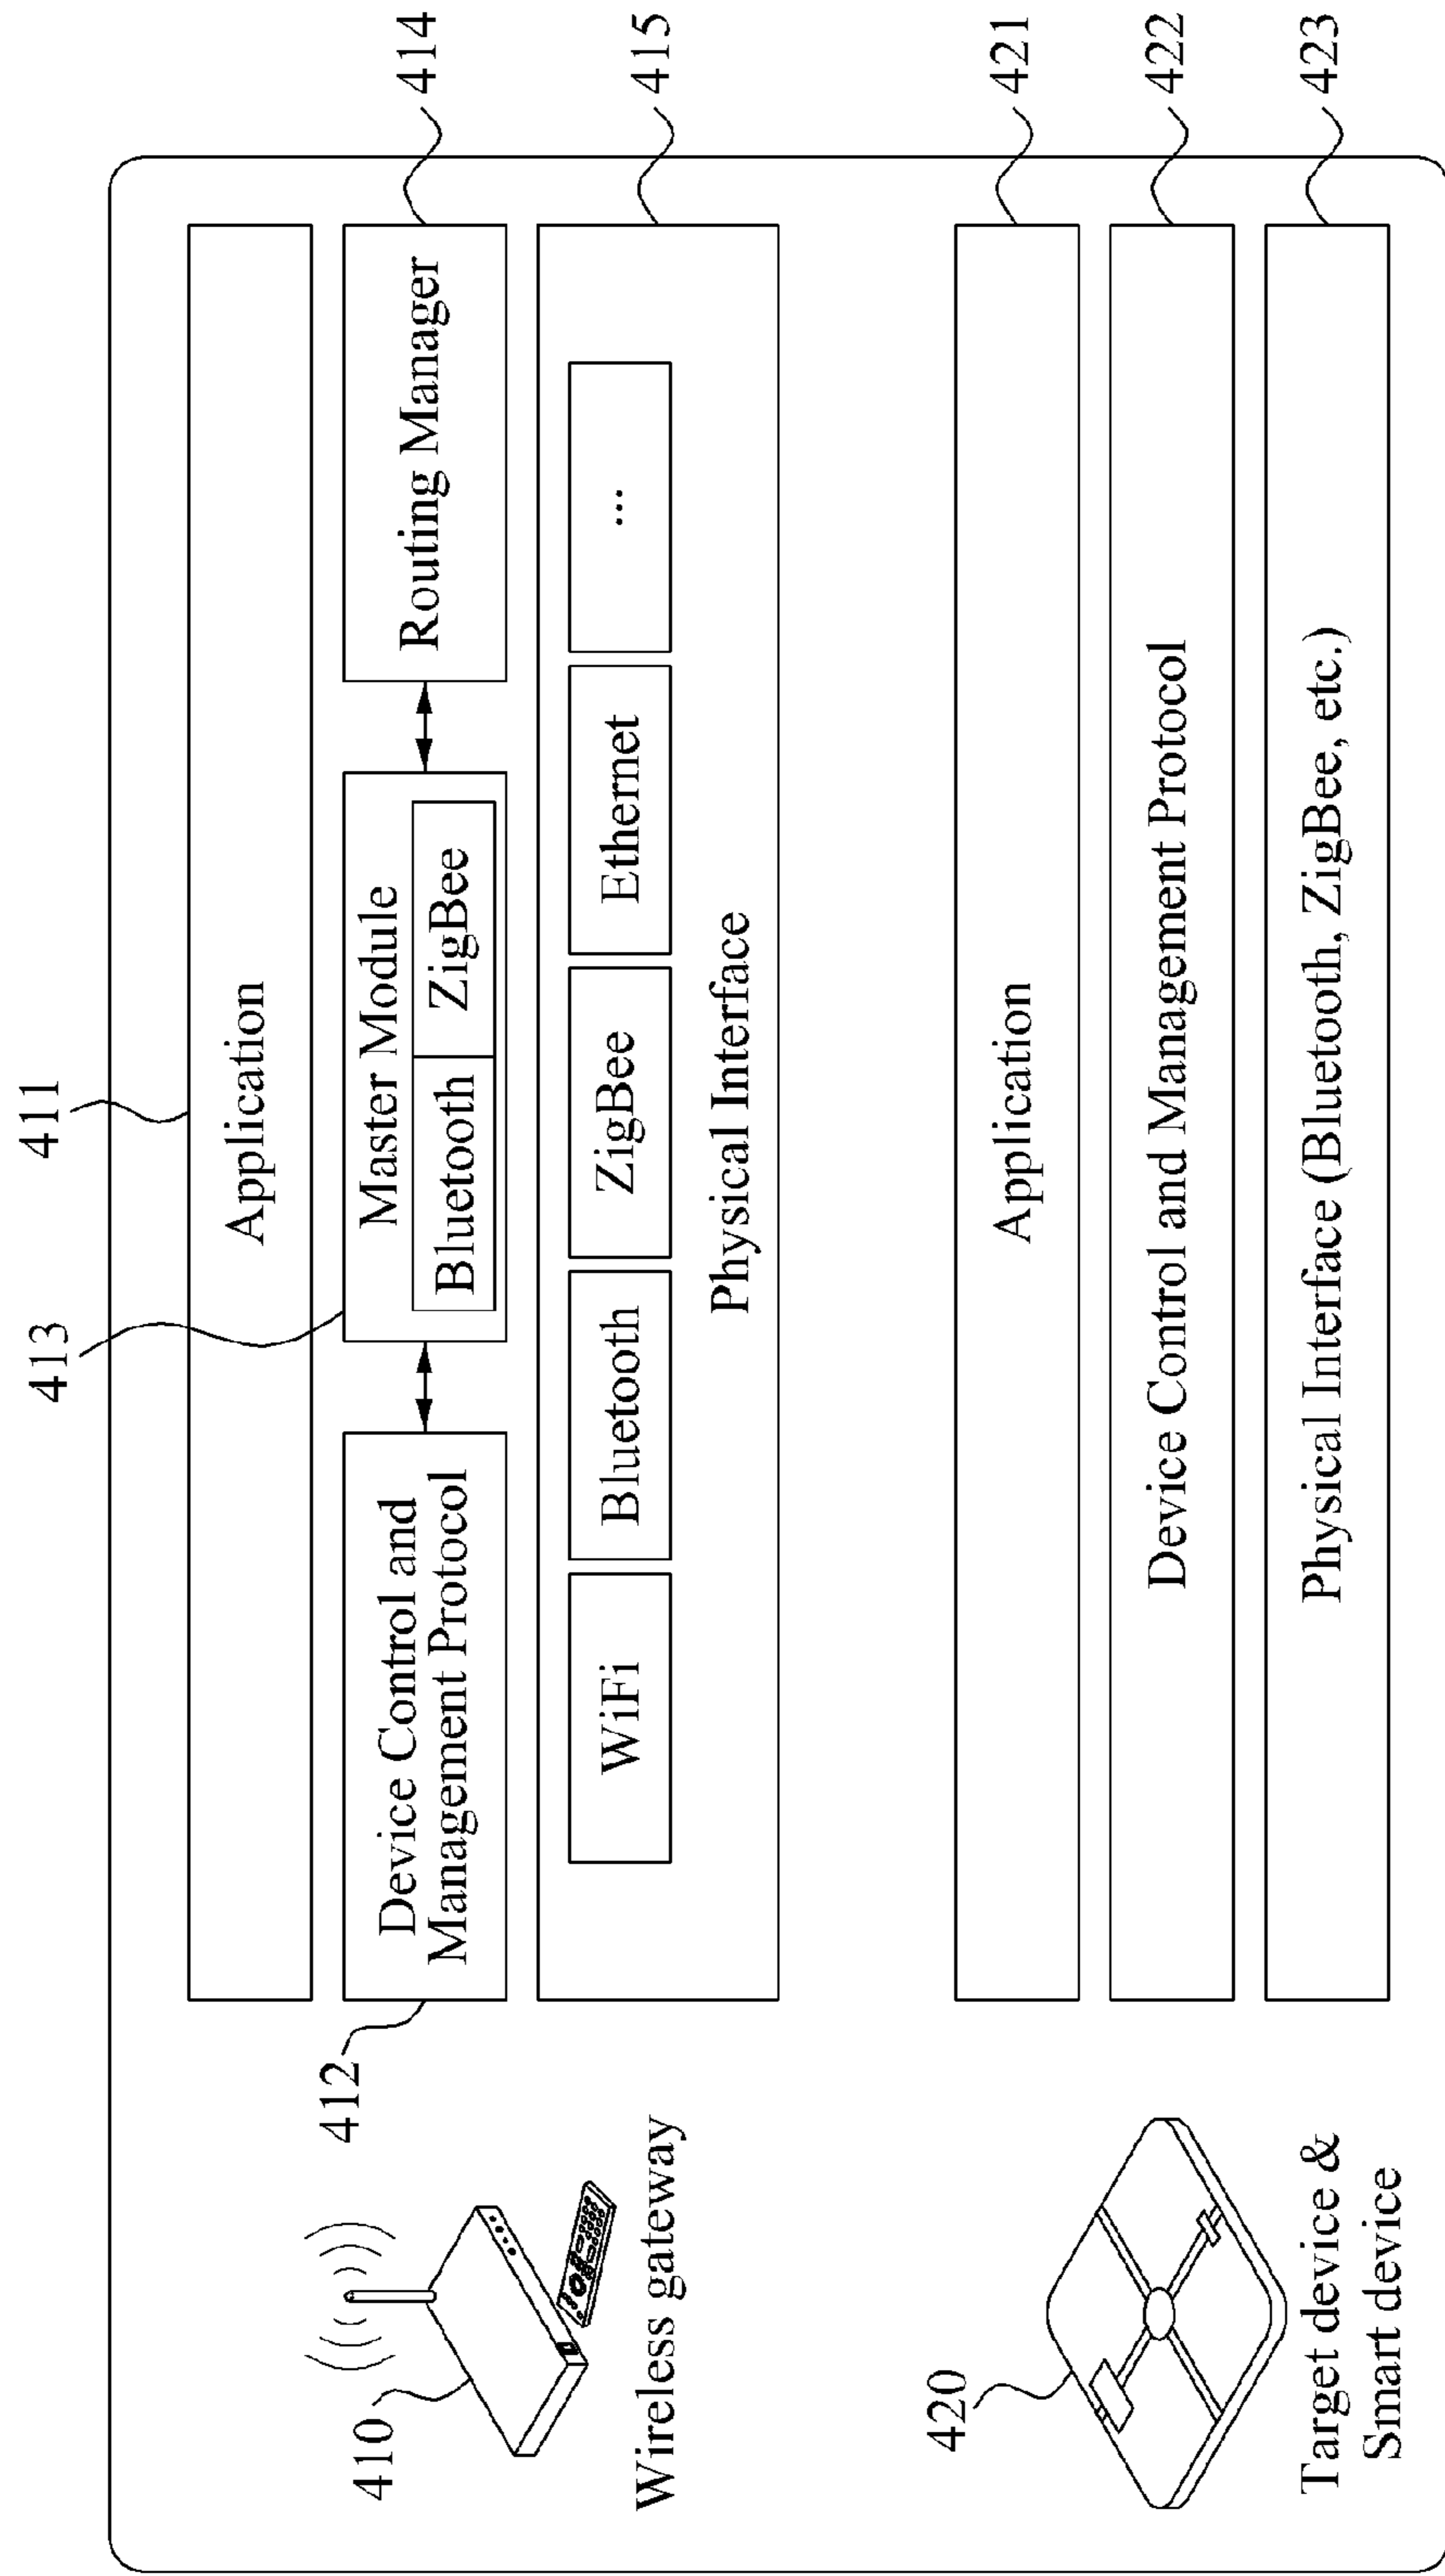 411
Application
413
412
Device Control and
Management Protocol
Master Module
Bluetooth
ZigBee
Routing Manager
414
410
Wireless gateway
WiFi
Bluetooth
ZigBee
Ethernet
...
Physical Interface
415
420
Target device &
Smart device
Application
421
Device Control and Management Protocol
422
Physical Interface (Bluetooth, ZigBee, etc.)
423